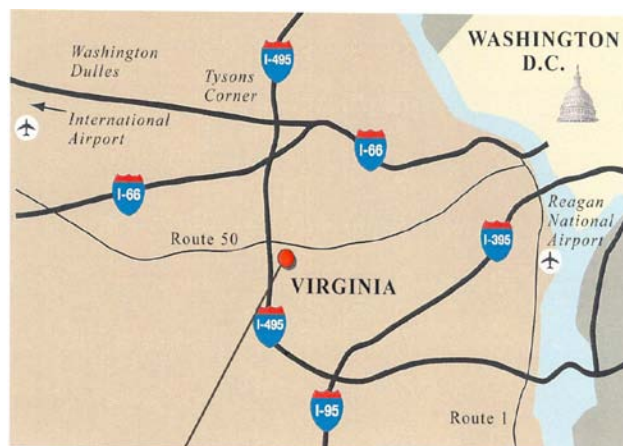 Washington
Dulles
International
Airport
I-495
Tysons
Corner
WASHINGTON
D.C.
I-66
I-66
Route 50
I-395
Reagan
National
Airport
VIRGINIA
I-495
I-95
Route 1